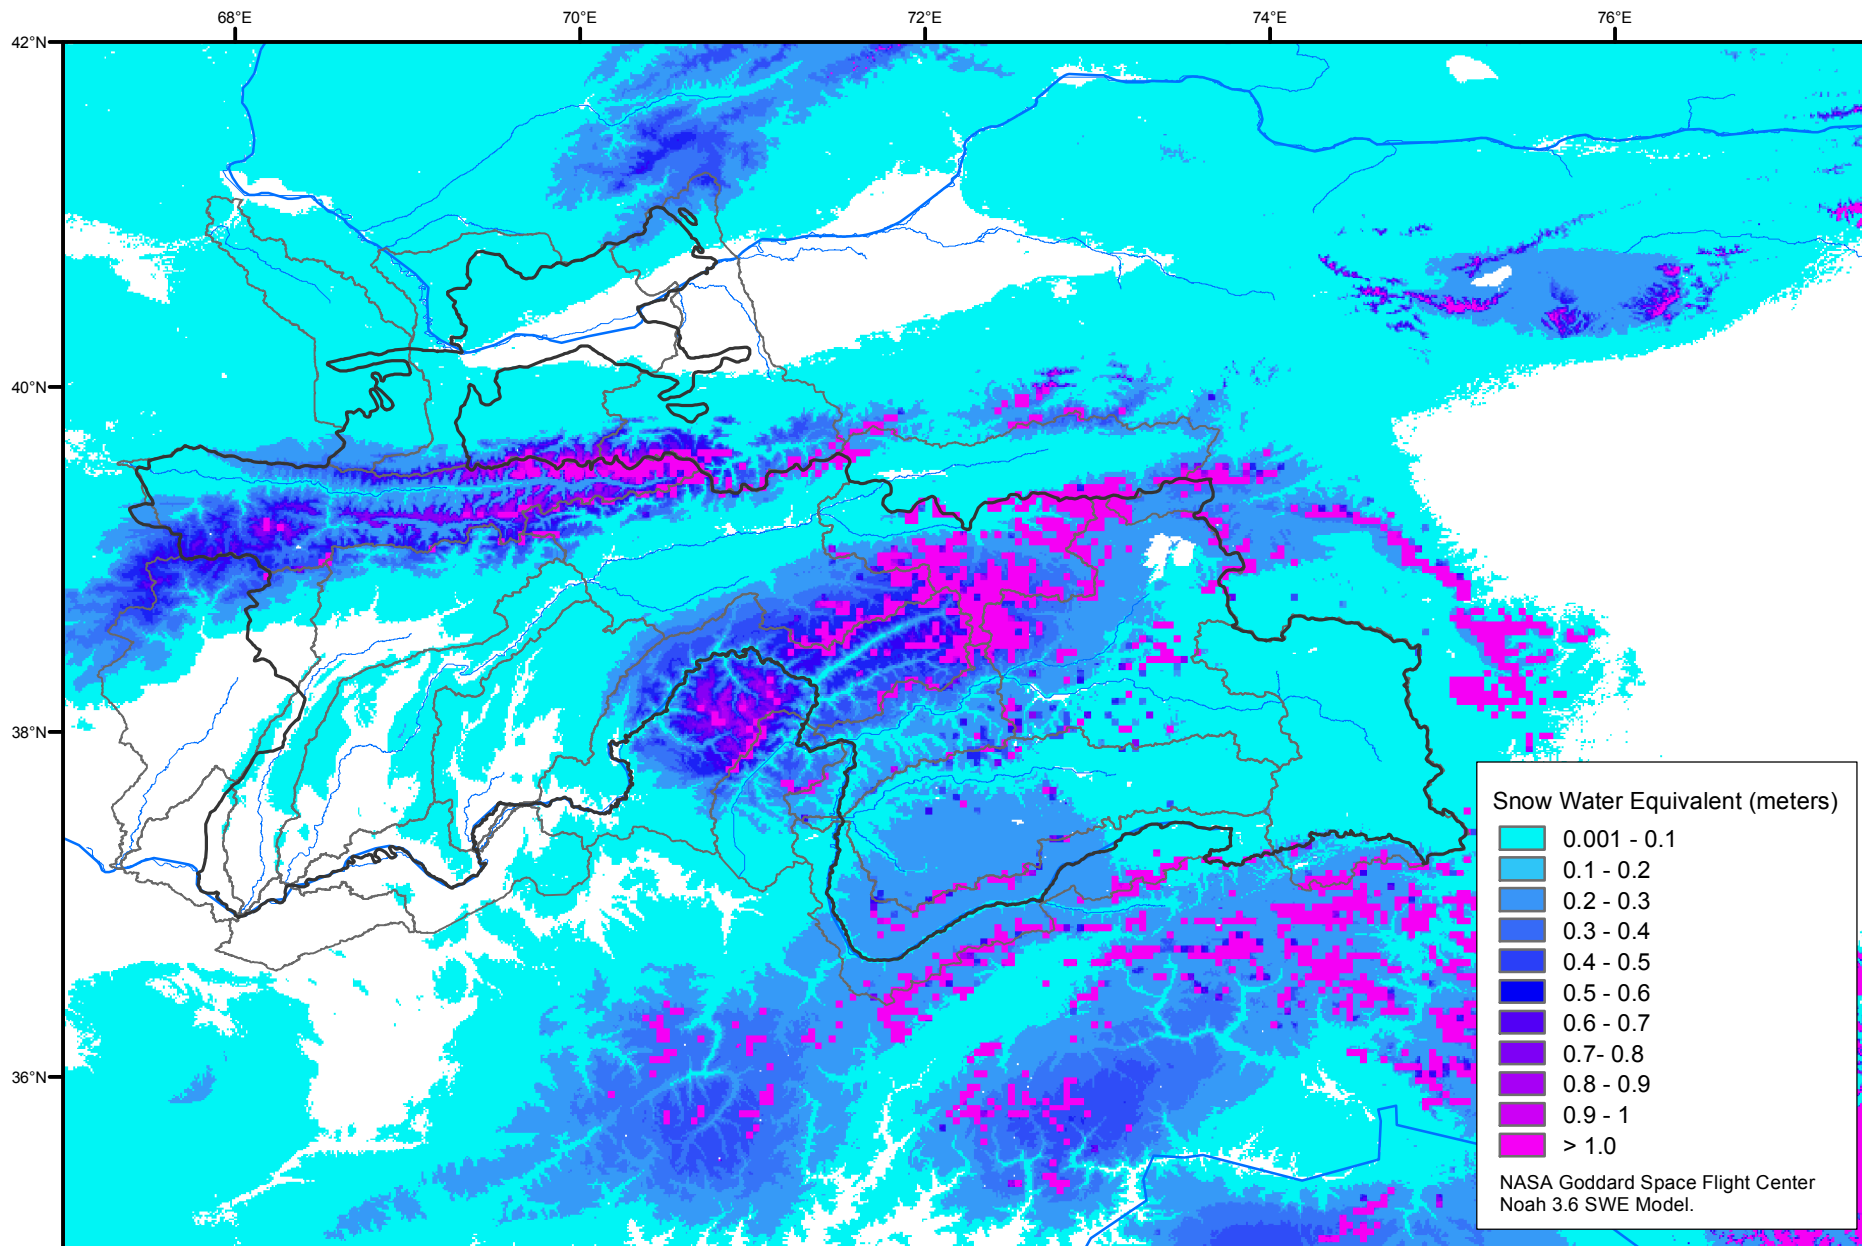 68°E
70°E
72°E
74°E
76°E
42°N
40°N
38°N
36°N
Snow Water Equivalent (meters)
0.001 - 0.1
0.1 - 0.2
0.2 - 0.3
0.3 - 0.4
0.4 - 0.5
0.5 - 0.6
0.6 - 0.7
0.7- 0.8
0.8 - 0.9
0.9 - 1
> 1.0
NASA Goddard Space Flight Center
Noah 3.6 SWE Model.